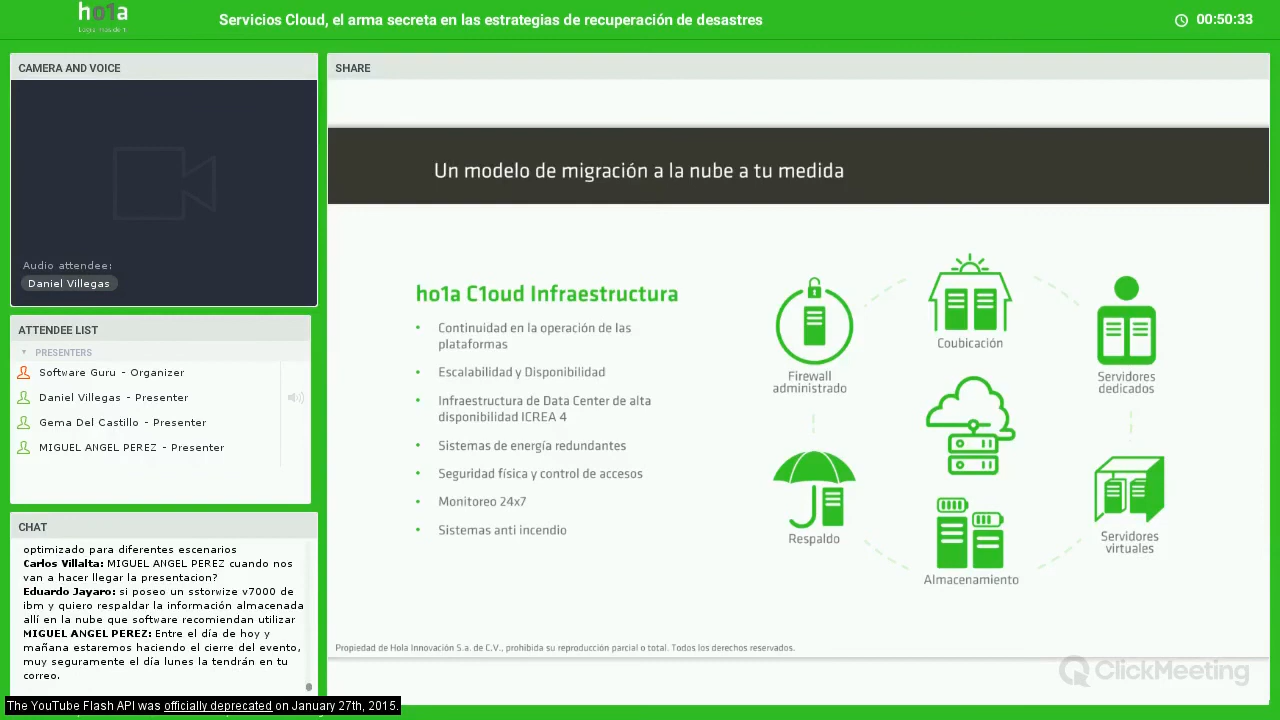 ho1a
Servicios Cloud, el arma secreta en las estrategias de recuperación de desastres
00:50:33
CAMERA AND VOICE
Audio attendee:
Daniel Villegas
ATTENDEE LIST
PRESENTERS
Software Guru - Organizer
Daniel Villegas - Presenter
Gema Del Castillo - Presenter
MIGUEL ANGEL PEREZ - Presenter
CHAT
optimizado para diferentes escenarios
Carlos Villalta: MIGUEL ANGEL PEREZ cuando nos
van a hacer llegar la presentacion?
Eduardo Jayaro: si poseo un sstorwize v7000 de
ibm y quiero respaldar la información almacenada
allí en la nube que software recomiendan utilizar
MIGUEL ANGEL PEREZ: Entre el día de hoy y
mañana estaremos haciendo el cierre del evento,
muy seguramente el día lunes la tendrán en tu
correo.
The YouTube Flash API was officially deprecated on January 27th, 2015.
SHARE
Un modelo de migración a la nube a tu medida
ho1a C1oud Infraestructura
• Continuidad en la operación de las
plataformas
• Escalabilidad y Disponibilidad
• Infraestructura de Data Center de alta
disponibilidad ICREA 4
• Sistemas de energía redundantes
• Seguridad física y control de accesos
• Monitoreo 24x7
• Sistemas anti incendio
Firewall
administrado
Coubicación
Servidores
dedicados
Respaldo
Almacenamiento
Servidores
virtuales
Propiedad de Hola Innovación S.a. de C.V., prohibida su reproducción parcial o total. Todos los derechos reservados.
ClickMeeting